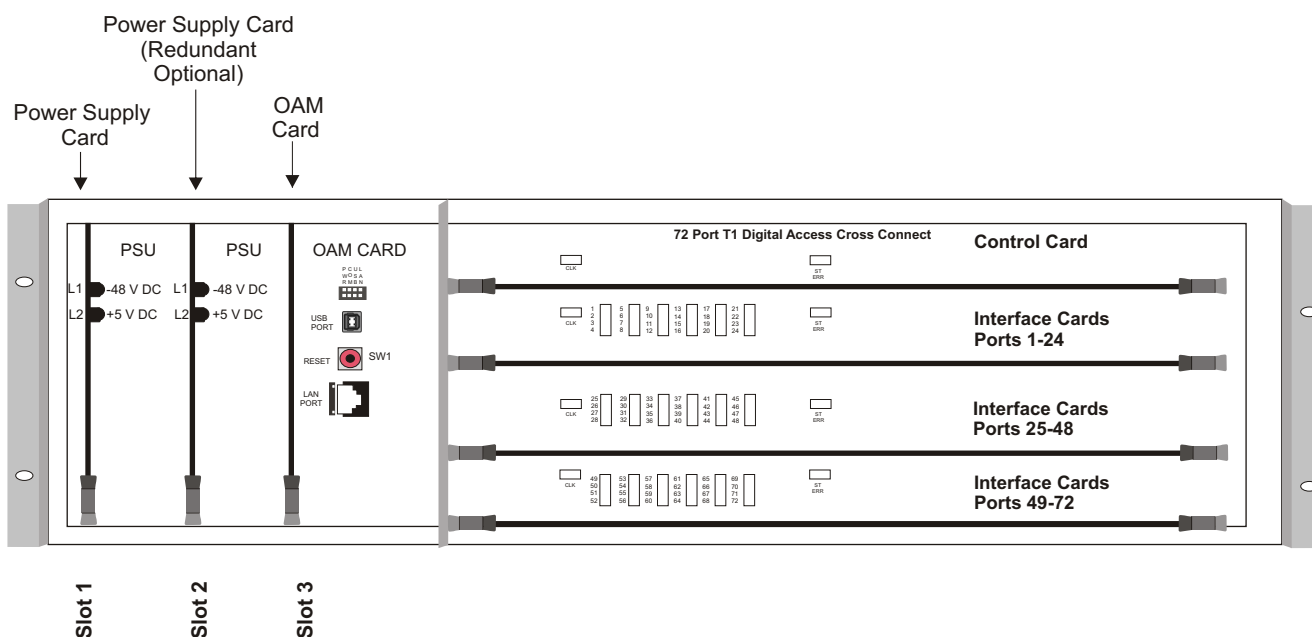 Power Supply Card
(Redundant
Optional)
Power Supply
Card
OAM
Card
PSU
PSU
OAM CARD
L1
-48 V DC
L1
-48 V DC
L2
+5 V DC
L2
+5 V DC
P C U L
W O S A
R M B N
USB
PORT
RESET
SW1
LAN
PORT
72 Port T1 Digital Access Cross Connect
Control Card
CLK
ST
ERR
1 5 9 13 17 21
2 6 10 14 18 22
3 7 11 15 19 23
4 8 12 16 20 24
CLK
ST
ERR
Interface Cards
Ports 1-24
25 29 33 37 41 45
26 30 34 38 42 46
27 31 35 39 43 47
28 32 36 40 44 48
CLK
ST
ERR
Interface Cards
Ports 25-48
49 53 57 61 65 69
50 54 58 62 66 70
51 55 59 63 67 71
52 56 60 64 68 72
CLK
ST
ERR
Interface Cards
Ports 49-72
Slot 1
Slot 2
Slot 3